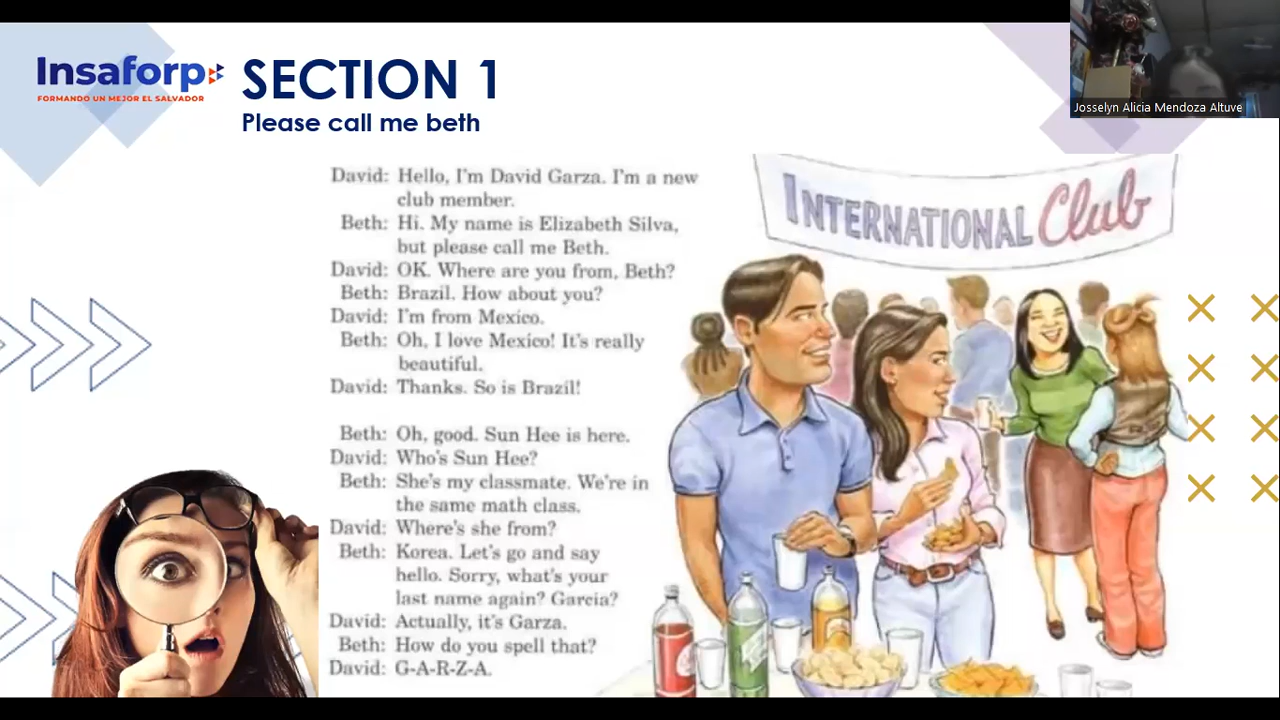 Insaforp
FORMANDO UN MEJOR EL SALVADOR
SECTION 1
Please call me beth
Josselyn Alicia Mendoza Altuve
David: Hello, I'm David Garza. I'm a new
club member.
Beth: Hi. My name is Elizabeth Silva,
but please call me Beth.
David: OK. Where are you from, Beth?
Beth: Brazil. How about you?
David: I'm from Mexico.
Beth: Oh, I love Mexico! It's really
beautiful.
David: Thanks. So is Brazil!
Beth: Oh, good. Sun Hee is here.
David: Who's Sun Hee?
Beth: She's my classmate. We're in
the same math class.
David: Where's she from?
Beth: Korea. Let's go and say
hello. Sorry, what's your
last name again? Garcia?
David: Actually, it's Garza.
Beth: How do you spell that?
David: G-A-R-Z-A.
INTERNATIONAL Club